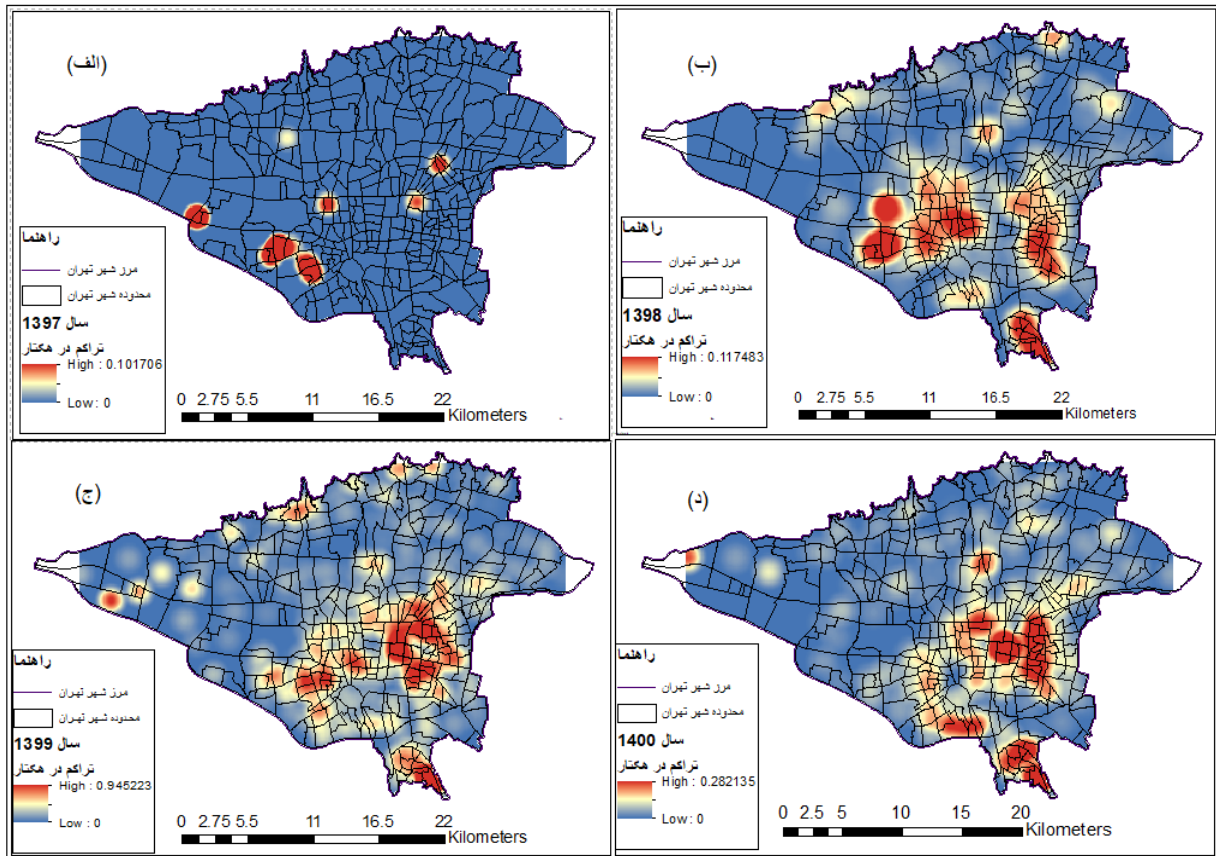 (الف)
راهنما
مرز شهر تهران
محدوده شهر تهران
سال 1397
تراکم در هکتار
High : 0.101706
Low : 0
0 2.75 5.5 11 16.5 22
Kilometers
(ب)
راهنما
مرز شهر تهران
محدوده شهر تهران
سال 1398
تراکم در هکتار
High : 0.117483
Low : 0
0 2.75 5.5 11 16.5 22
Kilometers
(ج)
راهنما
مرز شهر تهران
محدوده شهر تهران
سال 1399
تراکم در هکتار
High : 0.945223
Low : 0
0 2.75 5.5 11 16.5 22
Kilometers
(د)
راهنما
مرز شهر تهران
محدوده شهر تهران
سال 1400
تراکم در هکتار
High : 0.282135
Low : 0
0 2.5 5 10 15 20
Kilometers